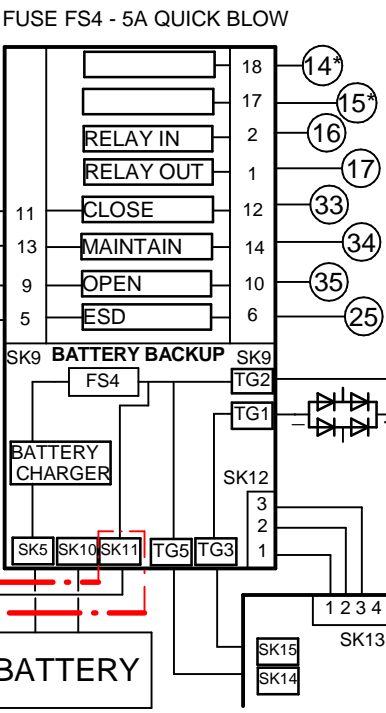 FUSE FS4 - 5A QUICK BLOW
18 14*
17 15*
RELAY IN 2 16
RELAY OUT 1 17
11 CLOSE 12 33
13 MAINTAIN 14 34
9 OPEN 10 35
5 ESD 6 25
SK9 BATTERY BACKUP SK9
FS4 TG2
TG1
BATTERY
CHARGER
SK12
3
2
1
SK5 SK10 SK11 TG5 TG3
1 2 3 4
SK13
SK15
SK14
BATTERY